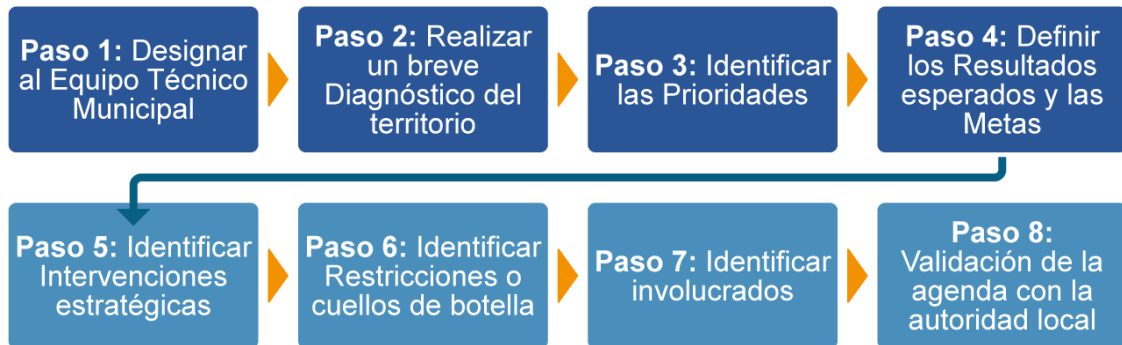 Paso 1: Designar
al Equipo Técnico
Municipal
Paso 2: Realizar
un breve
Diagnóstico del
territorio
Paso 3: Identificar
las Prioridades
Paso 4: Definir
los Resultados
esperados y las
Metas
Paso 5: Identificar
Intervenciones
estratégicas
Paso 6: Identificar
Restricciones o
cuellos de botella
Paso 7: Identificar
involucrados
Paso 8:
Validación de la
agenda con la
autoridad local